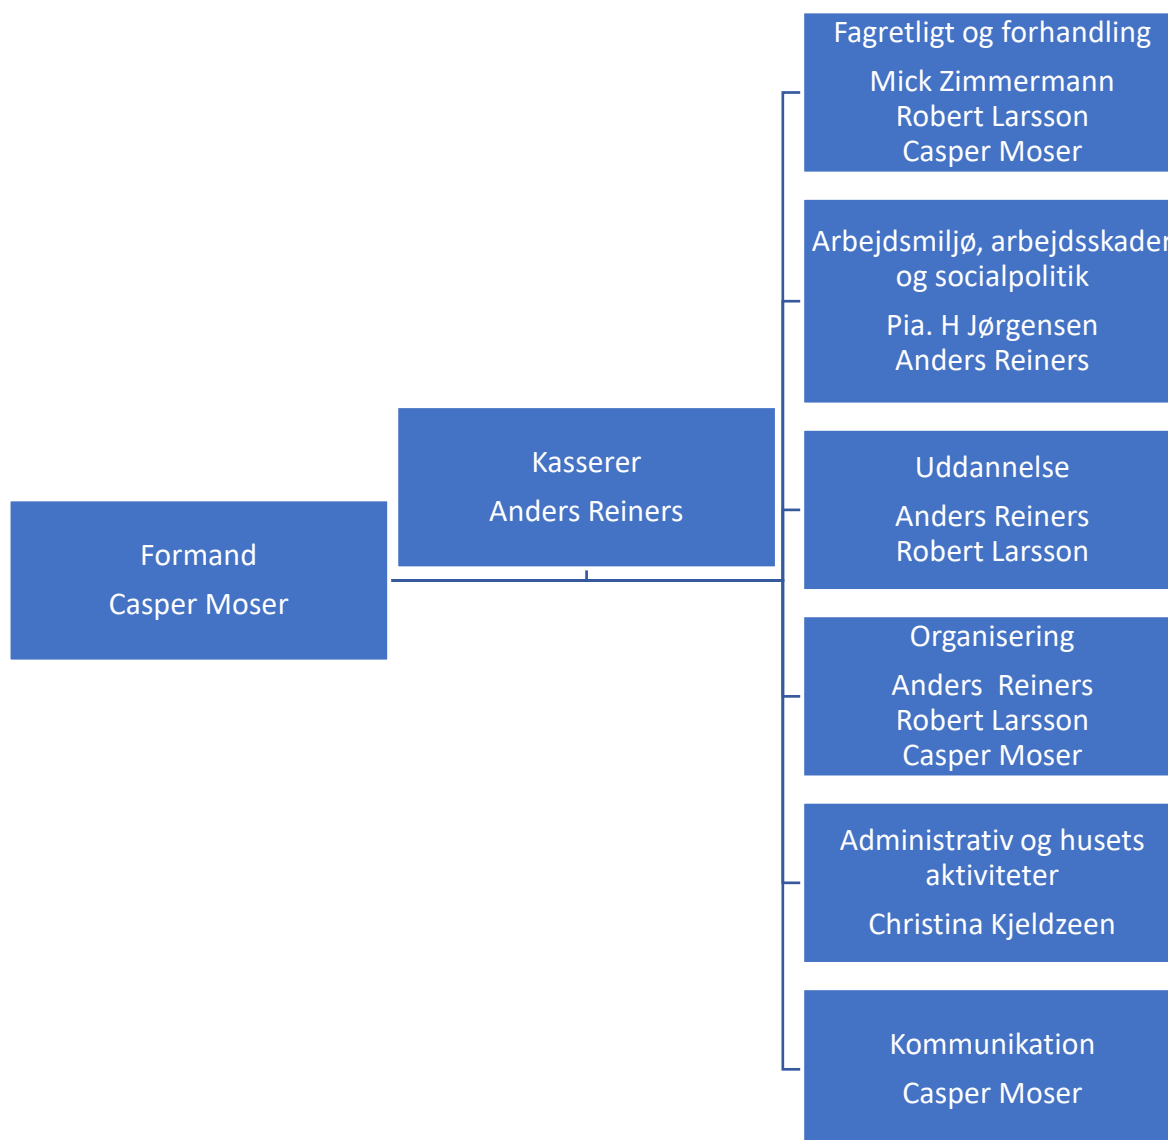 Formand
Casper Moser
Kasserer
Anders Reiners
Fagretligt og forhandling
Mick Zimmermann
Robert Larsson
Casper Moser
Arbejdsmiljø, arbejdsskader
og socialpolitik
Pia. H Jørgensen
Anders Reiners
Uddannelse
Anders Reiners
Robert Larsson
Organisering
Anders  Reiners
Robert Larsson
Casper Moser
Administrativ og husets
aktiviteter
Christina Kjeldzeen
Kommunikation
Casper Moser